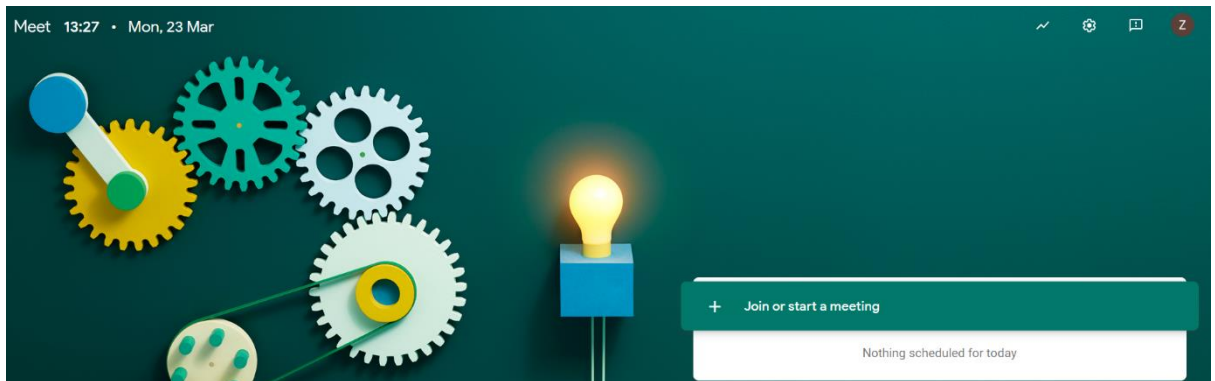 Meet 13:27 • Mon, 23 Mar
Z
Join or start a meeting
Nothing scheduled for today